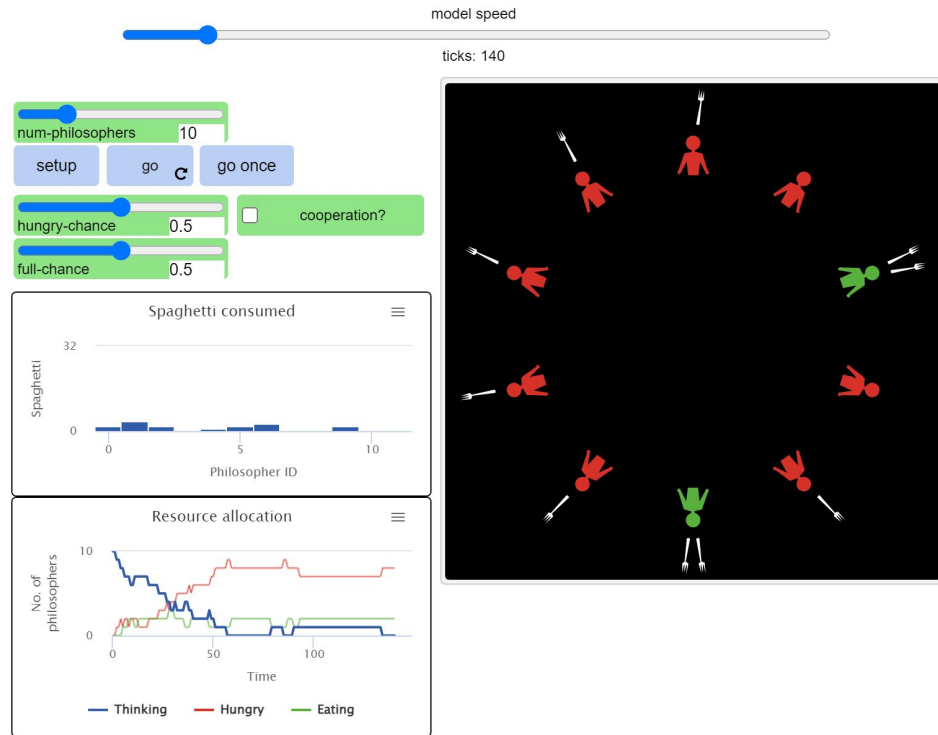 model speed
ticks: 140
num-philosophers 10
setup go go once
hungry-chance 0.5 cooperation?
full-chance 0.5
Spaghetti consumed
32
Spaghetti
0
0 5 10
Philosopher ID
Resource allocation
10
No. of
philosophers
0
0 50 100
Time
Thinking Hungry Eating